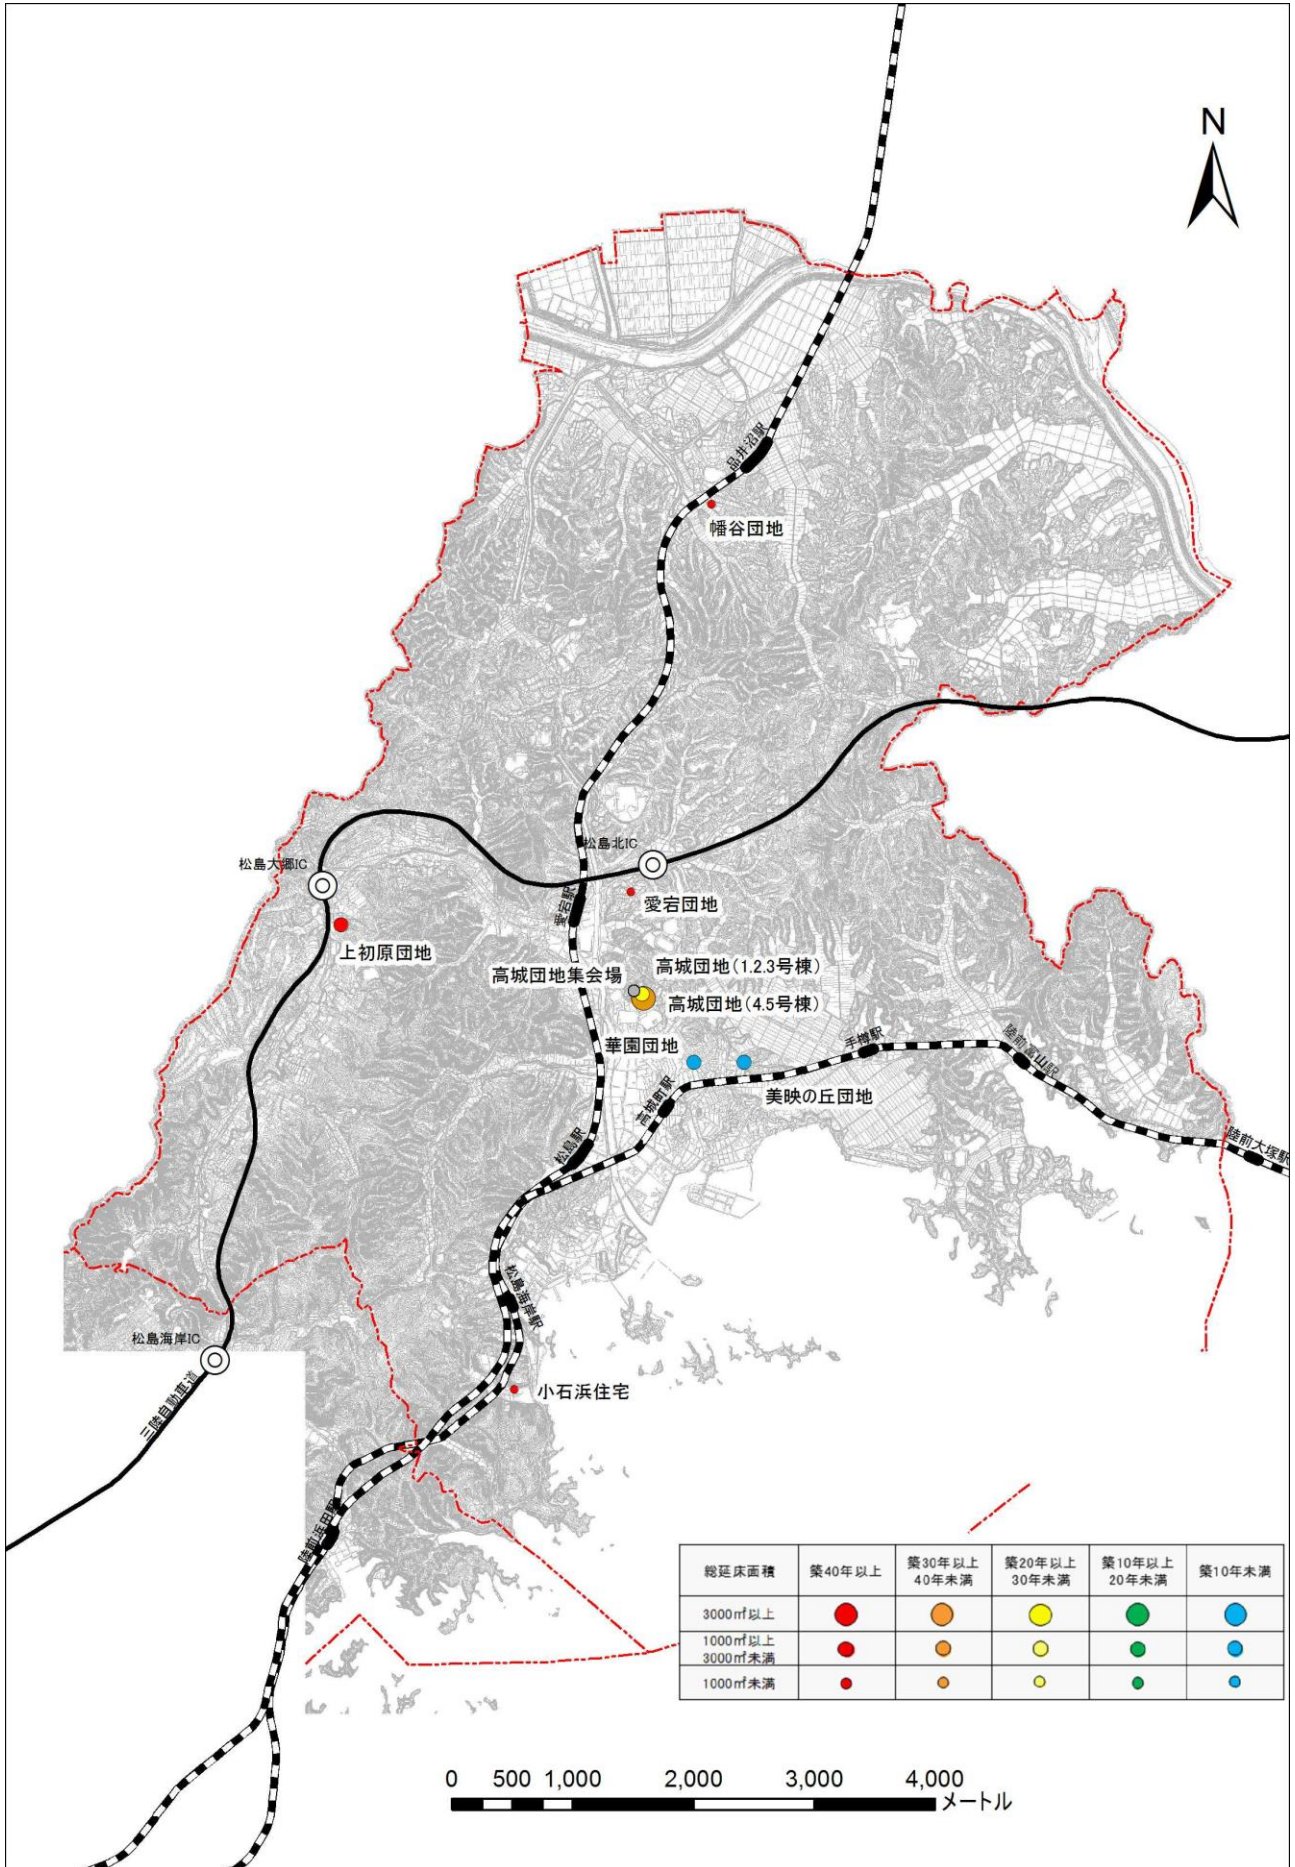 N
品井沼駅
幡谷団地
松島北IC
松島大郷IC
愛宕駅
愛宕団地
上初原団地
高城団地集会場
高城団地(1.2.3号棟)
高城団地(4.5号棟)
華園団地
手樽駅
陸前富山駅
高城町駅
美映の丘団地
松島駅
陸前大塚駅
松島海岸駅
松島海岸IC
小石浜住宅
三陸自動車道
陸前浜田駅
総延床面積 築40年以上 築30年以上 40年未満 築20年以上 30年未満 築10年以上 20年未満 築10年未満
3000㎡以上
1000㎡以上
3000㎡未満
1000㎡未満
0 500 1,000 2,000 3,000 4,000
メートル